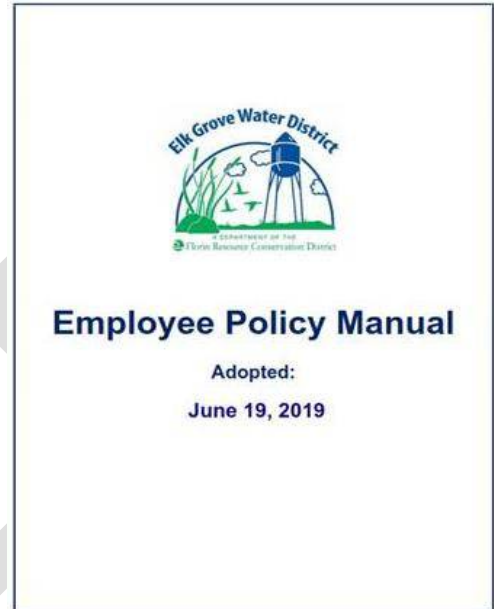 Elk Grove Water District
A DEPARTMENT OF THE
Florin Resource Conservation District
Employee Policy Manual
Adopted:
June 19, 2019